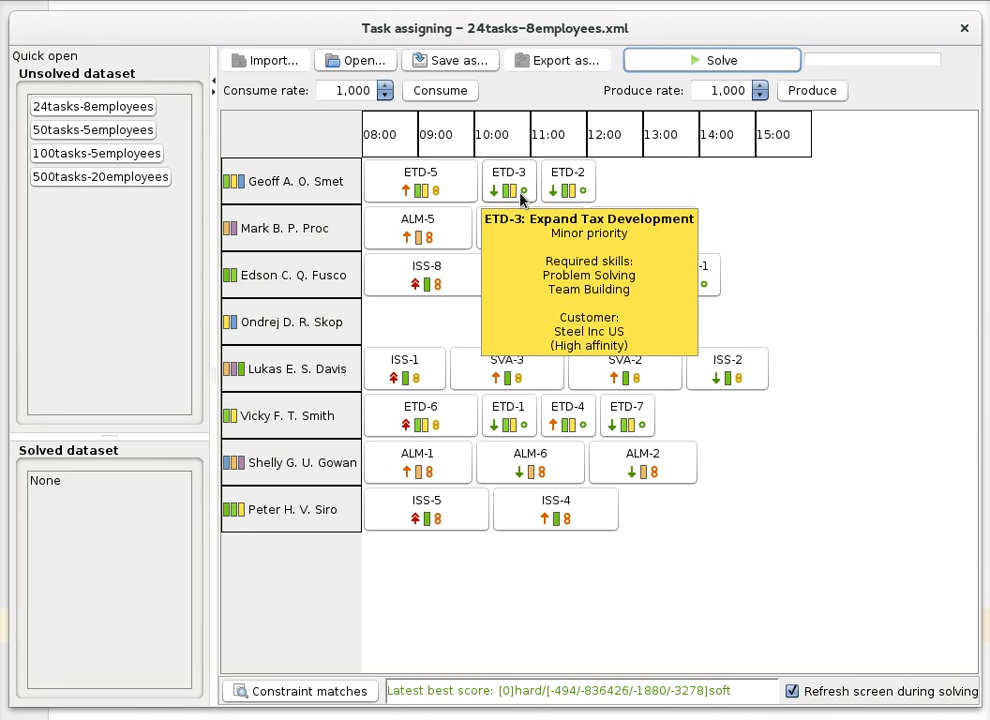 Task assigning – 24tasks-8employees.xml
Quick open
Unsolved dataset
24tasks-8employees
50tasks-5employees
100tasks-5employees
500tasks-20employees
Solved dataset
None
Import...
Open...
Save as...
Export as...
Solve
Consume rate: 1,000 Consume
Produce rate: 1,000 Produce
08:00 09:00 10:00 11:00 12:00 13:00 14:00 15:00
Geoff A. O. Smet
ETD-5 ETD-3 ETD-2
Mark B. P. Proc
ALM-5
Edson C. Q. Fusco
ISS-8
-1
ETD-3: Expand Tax Development
Minor priority
Required skills:
Problem Solving
Team Building
Customer:
Steel Inc US
(High affinity)
Ondrej D. R. Skop
Lukas E. S. Davis
ISS-1 SVA-3 SVA-2 ISS-2
Vicky F. T. Smith
ETD-6 ETD-1 ETD-4 ETD-7
Shelly G. U. Gowan
ALM-1 ALM-6 ALM-2
Peter H. V. Siro
ISS-5 ISS-4
Constraint matches
Latest best score: [0]hard/[-494/-836426/-1880/-3278]soft
Refresh screen during solving